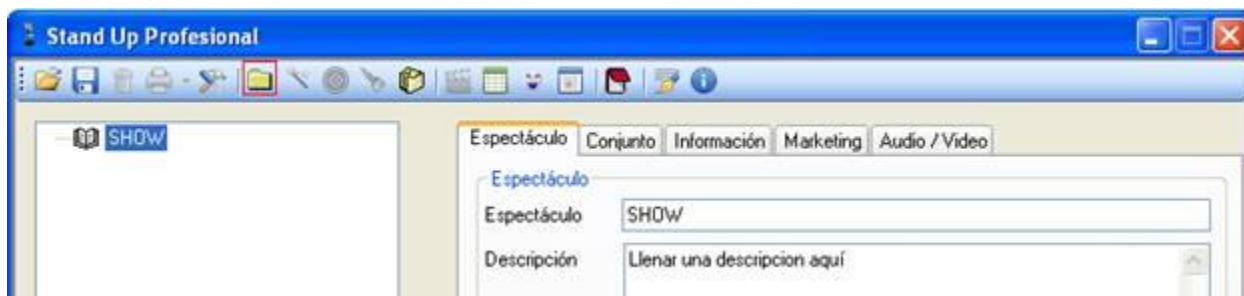 Stand Up Profesional
SHOW
Espectáculo Conjunto Información Marketing Audio / Video
Espectáculo
Espectáculo SHOW
Descripción Llenar una descripcion aquí